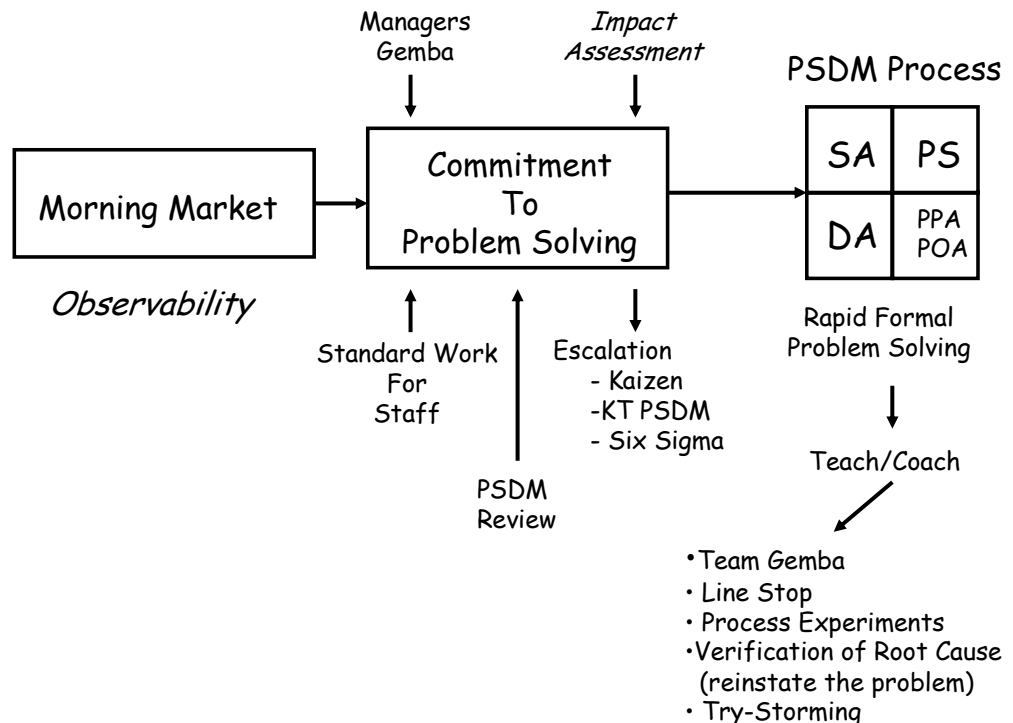 Managers
Gemba
Impact
Assessment
PSDM Process
Morning Market
Observability
Commitment
To
Problem Solving
SA
PS
DA
PPA
POA
Standard Work
For
Staff
PSDM
Review
Escalation
- Kaizen
-KT PSDM
- Six Sigma
Rapid Formal
Problem Solving
Teach/Coach
• Team Gemba
• Line Stop
• Process Experiments
•Verification of Root Cause
(reinstate the problem)
• Try-Storming